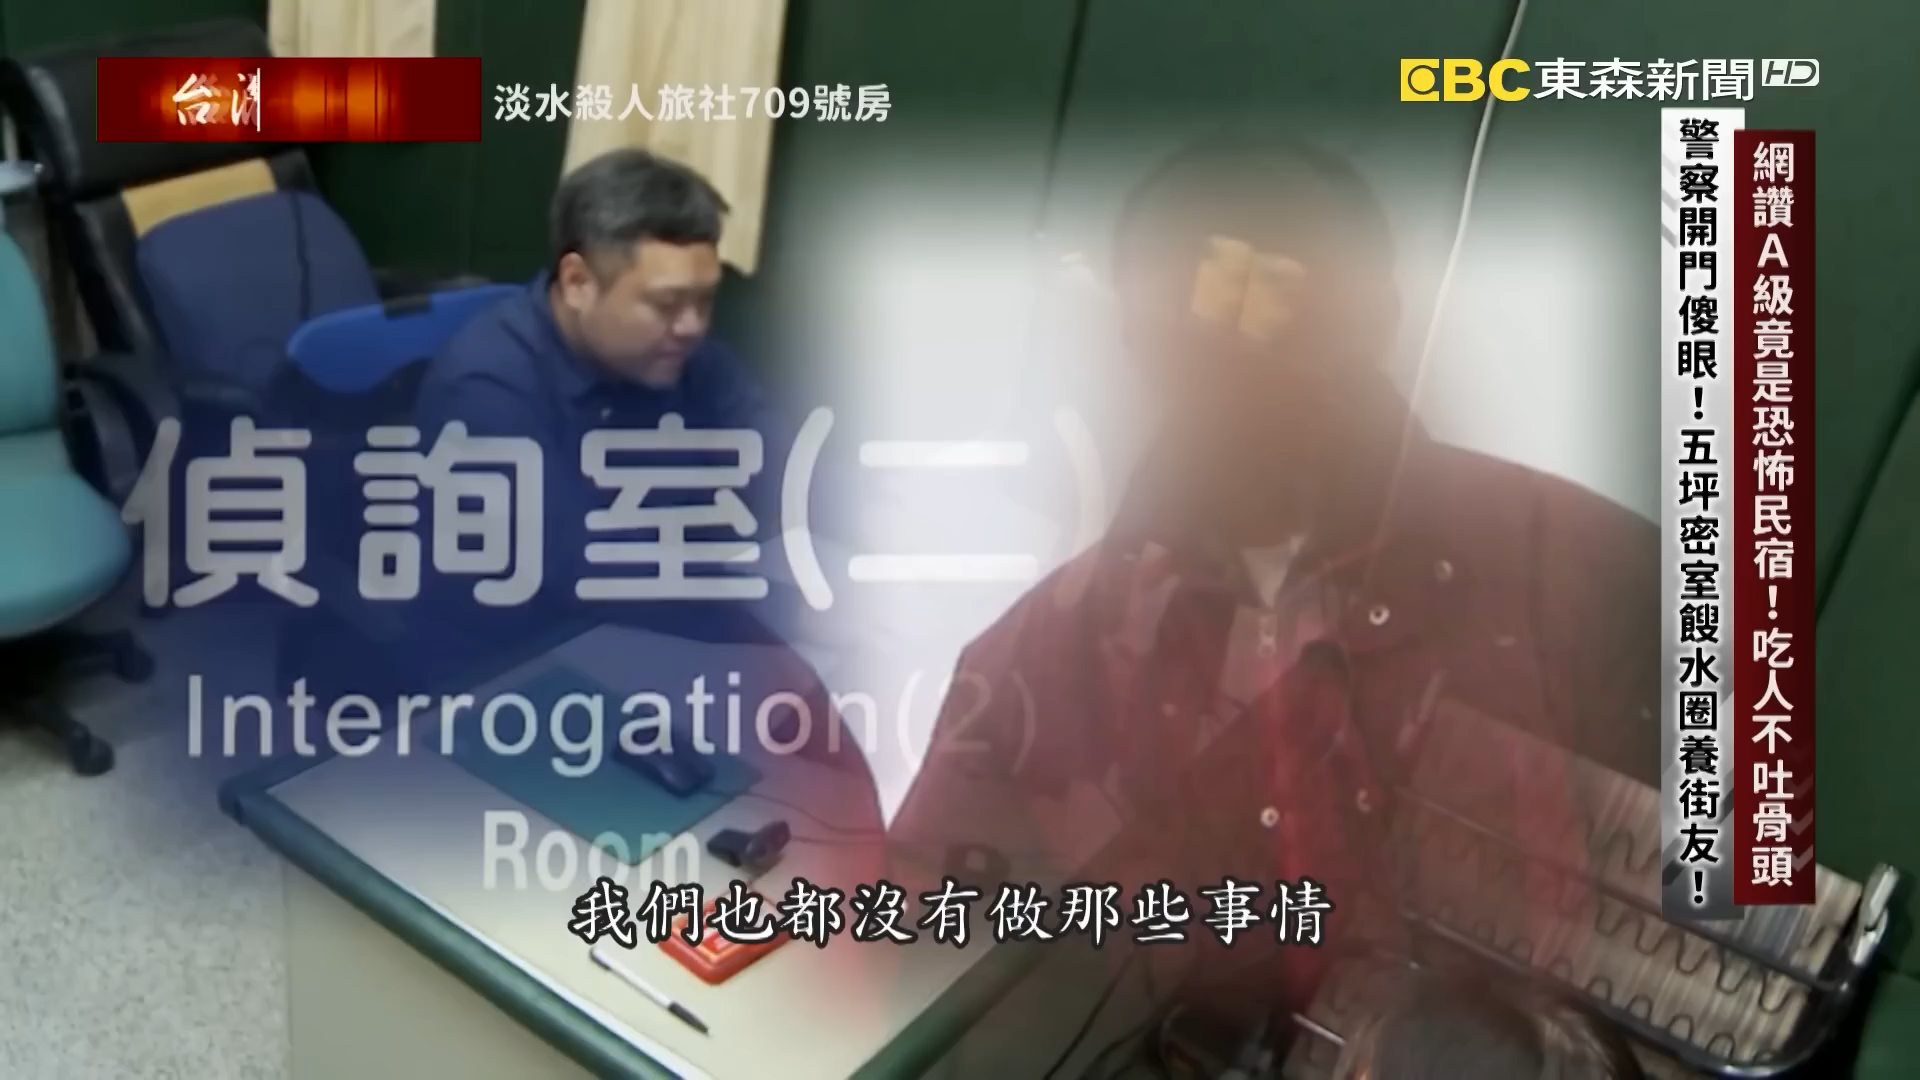 台灣
淡水殺人旅社709號房
EBC東森新聞HD
網讚A級竟是恐怖民宿！吃人不吐骨頭
警察開門傻眼！五坪密室餿水圈養街友！
偵詢室(二)
Interrogation(2)
Room
我們也都沒有做那些事情